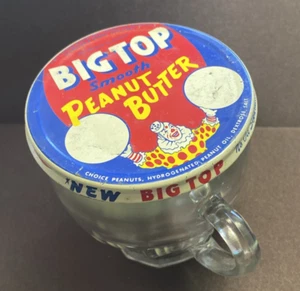 BIG TOP
Smooth
PEANUT
BUTTER
CHOICE PEANUTS, HYDROGENATED PEANUT OIL, DEXTROSE, SALT
NEW BIG TOP